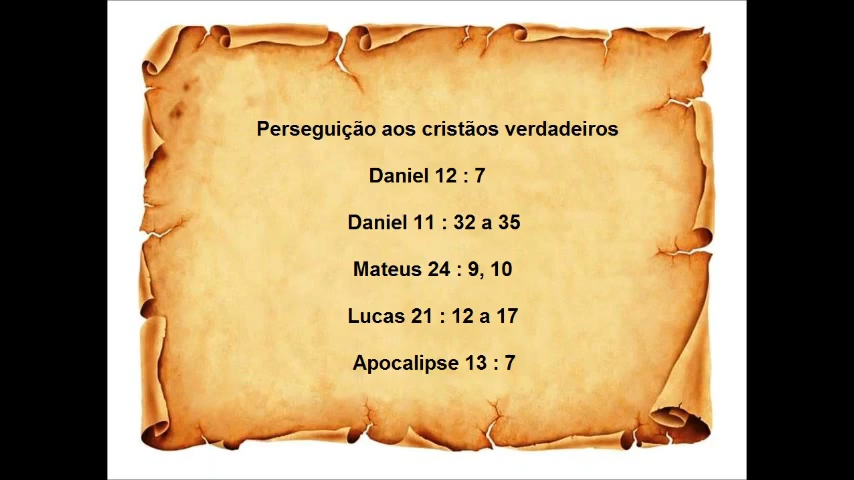 Perseguição aos cristãos verdadeiros
Daniel 12 : 7
Daniel 11 : 32 a 35
Mateus 24 : 9, 10
Lucas 21 : 12 a 17
Apocalipse 13 : 7